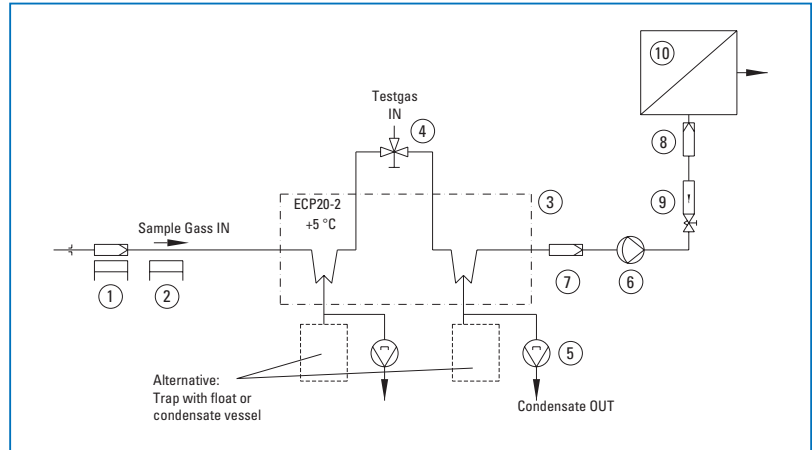 10
Testgas
IN
4
8
ECP20-2
+5 °C
3
9
Sample Gass IN
1
2
7
6
5
Alternative:
Trap with float or
condensate vessel
Condensate OUT